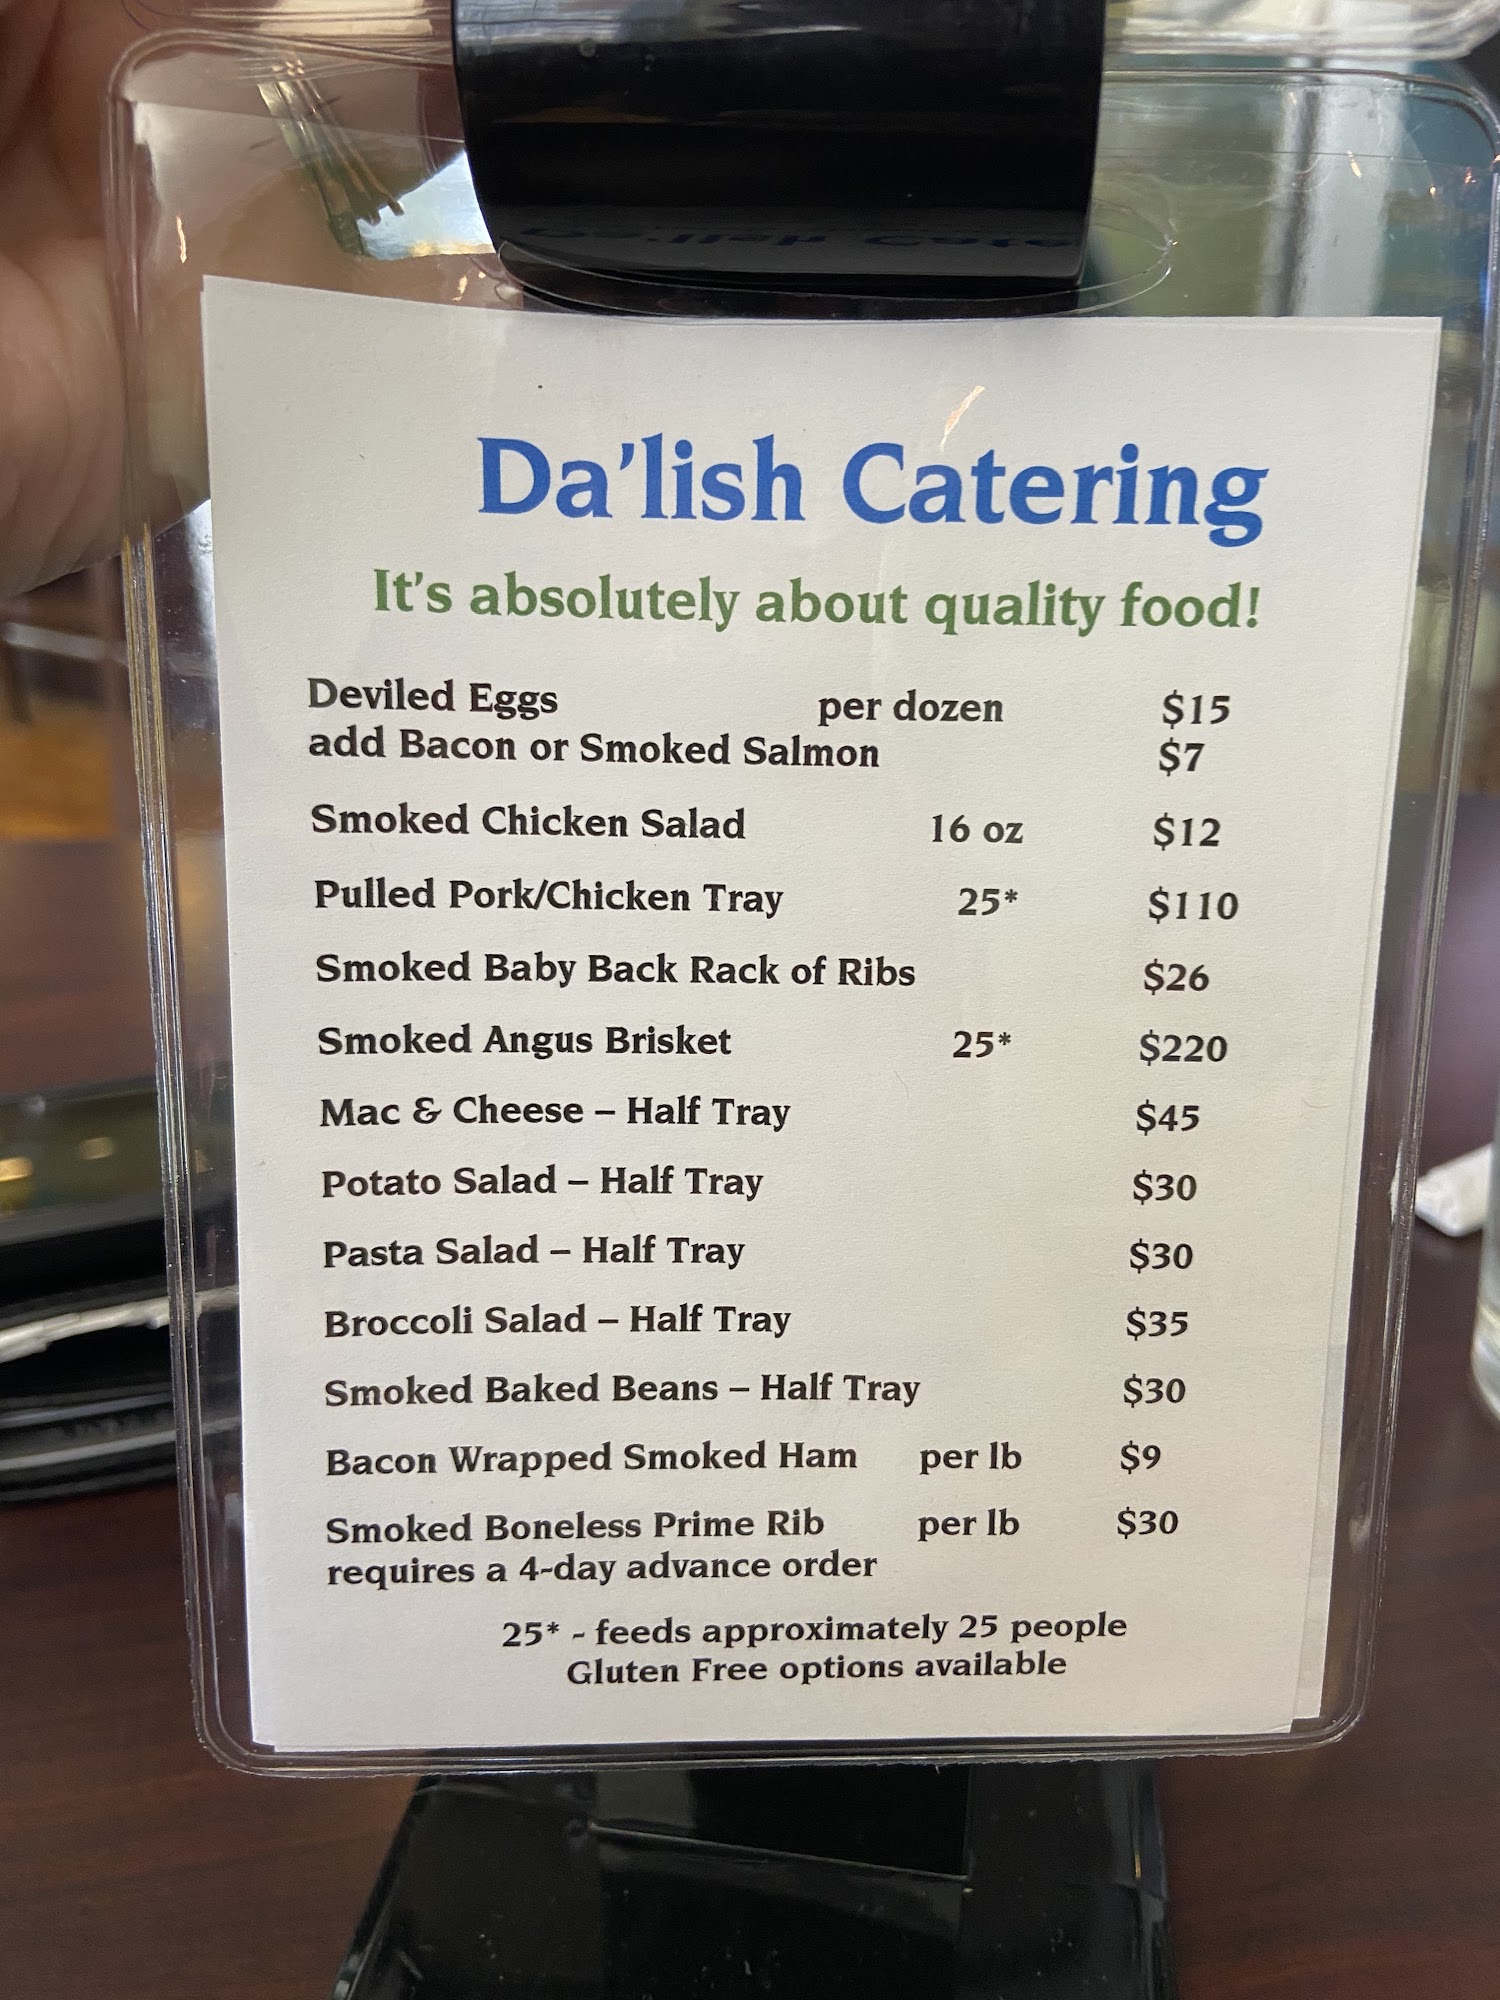 Da'lish Catering
It's absolutely about quality food!
Deviled Eggs per dozen $15
add Bacon or Smoked Salmon $7
Smoked Chicken Salad 16 oz $12
Pulled Pork/Chicken Tray 25* $110
Smoked Baby Back Rack of Ribs $26
Smoked Angus Brisket 25* $220
Mac & Cheese – Half Tray $45
Potato Salad – Half Tray $30
Pasta Salad – Half Tray $30
Broccoli Salad – Half Tray $35
Smoked Baked Beans – Half Tray $30
Bacon Wrapped Smoked Ham per lb $9
Smoked Boneless Prime Rib per lb $30
requires a 4-day advance order
25* - feeds approximately 25 people
Gluten Free options available